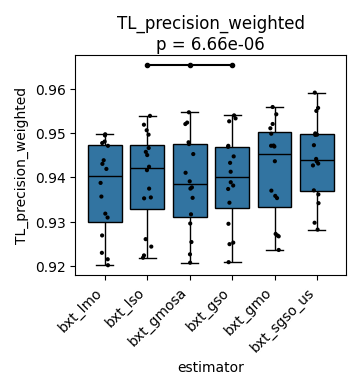 TL_precision_weighted
p = 6.66e-06
TL_precision_weighted
0.96
0.95
0.94
0.93
0.92
bxt_lmo
bxt_lso
bxt_gmosa
bxt_gso
bxt_gmo
bxt_sgso_us
estimator